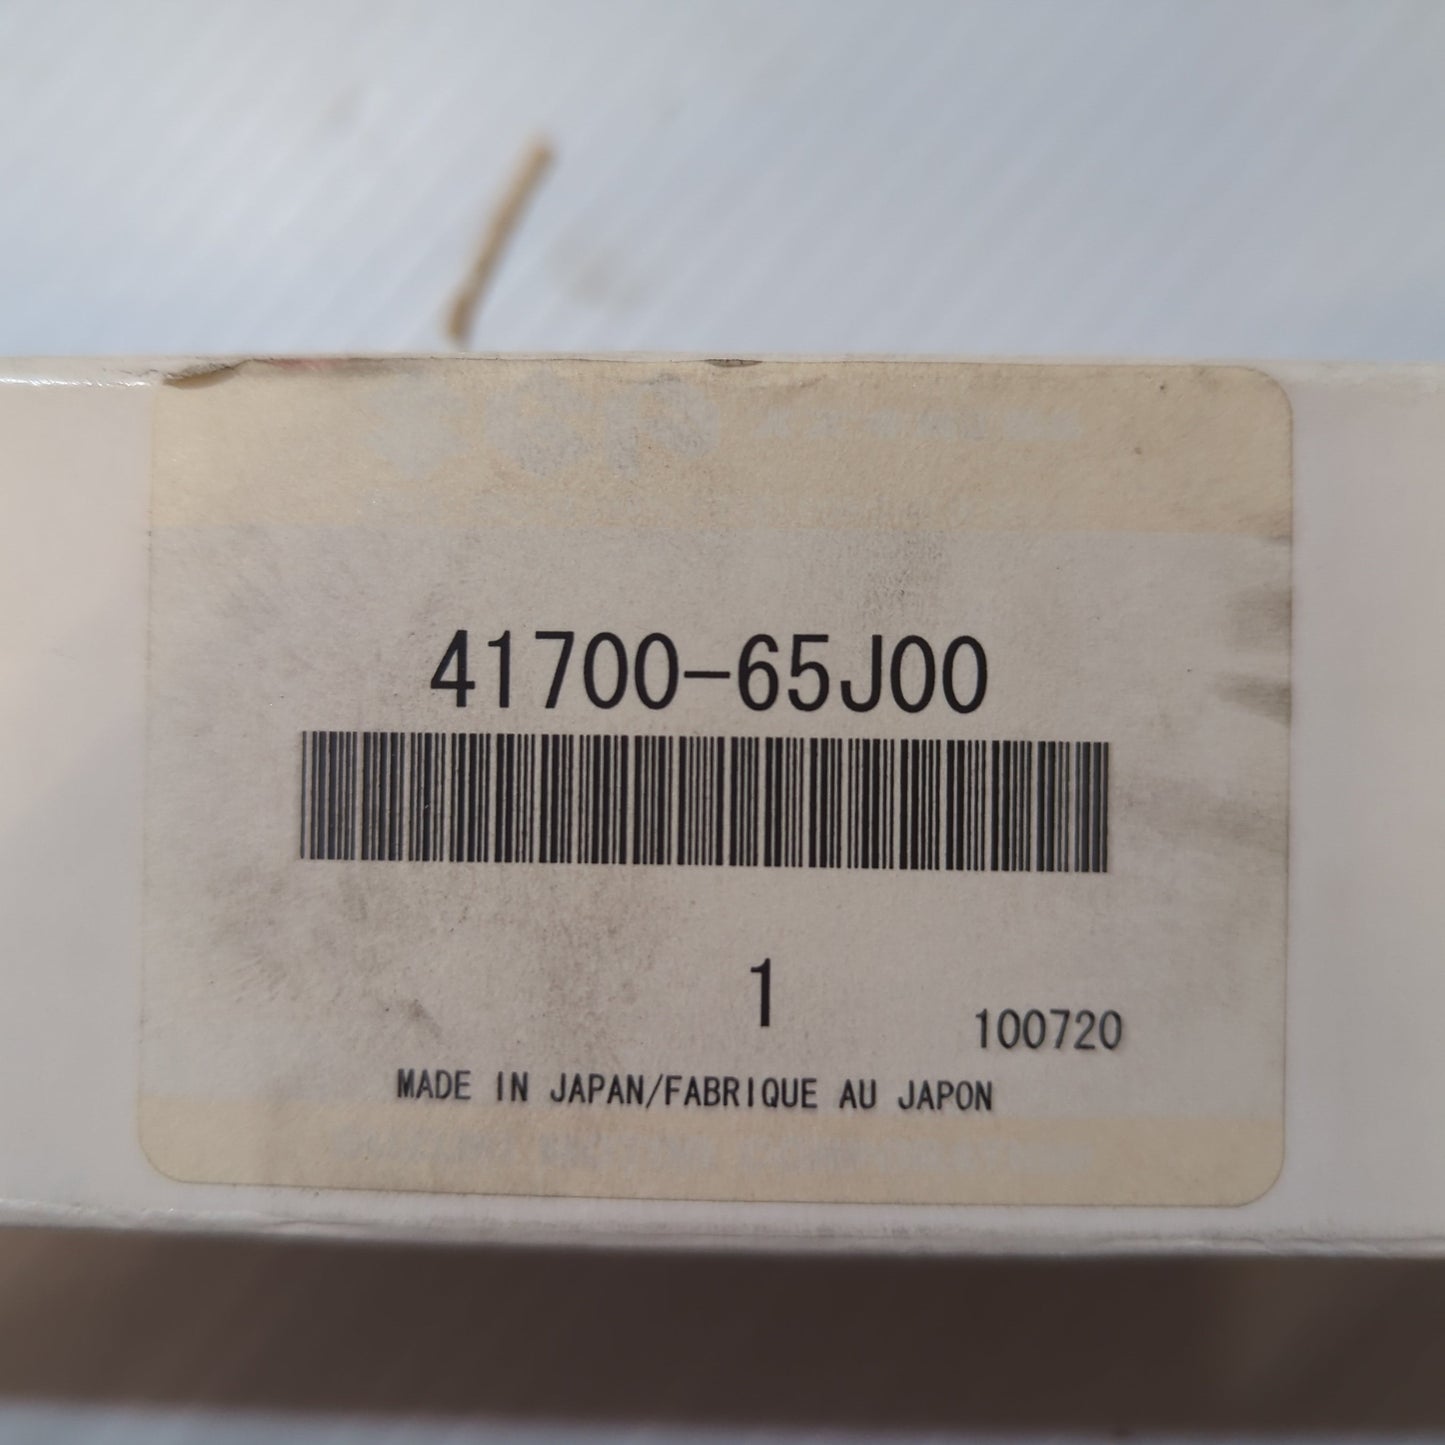 41700-65J00
1
100720
MADE IN JAPAN/FABRIQUE AU JAPON